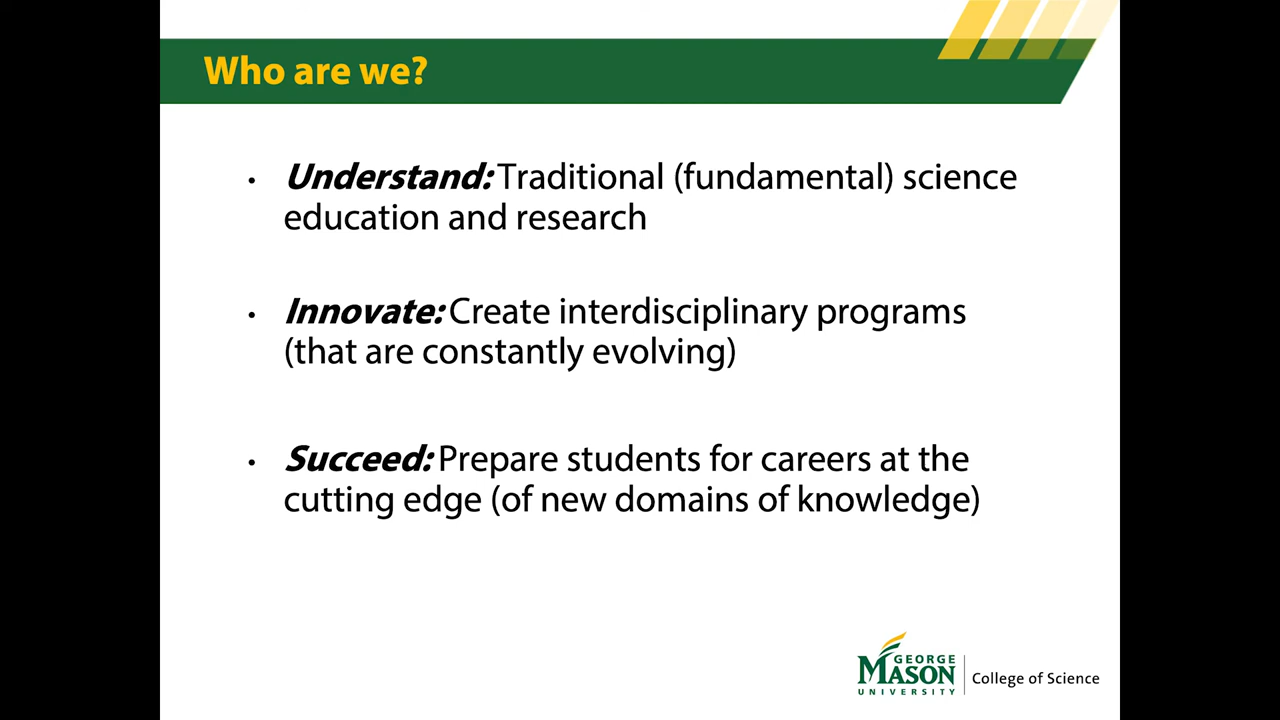 Who are we?
• Understand: Traditional (fundamental) science
education and research
• Innovate: Create interdisciplinary programs
(that are constantly evolving)
• Succeed: Prepare students for careers at the
cutting edge (of new domains of knowledge)
GEORGE
MASON
UNIVERSITY
College of Science